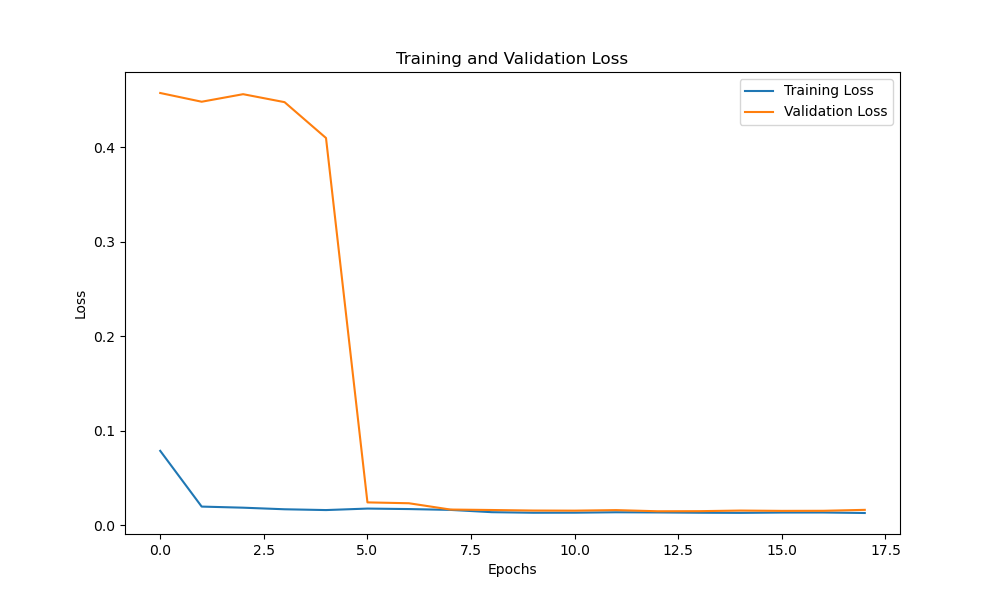 Training and Validation Loss
Training Loss
Validation Loss
0.4
0.3
0.2
0.1
0.0
Loss
0.0
2.5
5.0
7.5
10.0
12.5
15.0
17.5
Epochs